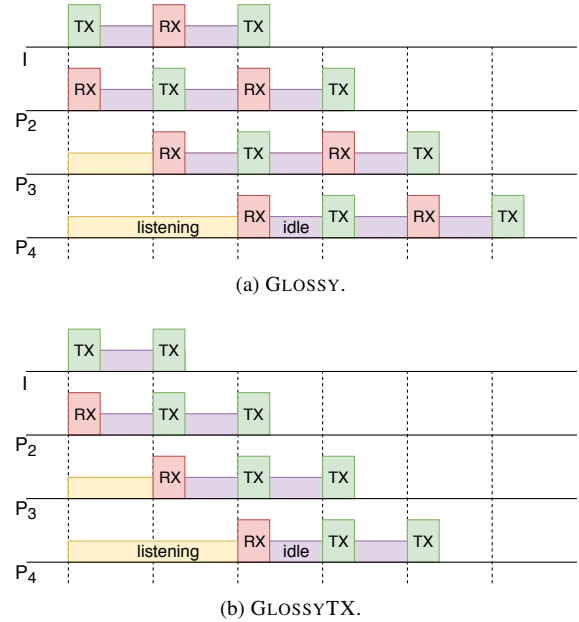 TX RX TX
I
RX TX RX TX
P2
RX TX RX TX
P3
listening RX idle TX RX TX
P4
(a) GLOSSY.
TX TX
I
RX TX TX
P2
RX TX TX
P3
listening RX idle TX TX
P4
(b) GLOSSYTX.